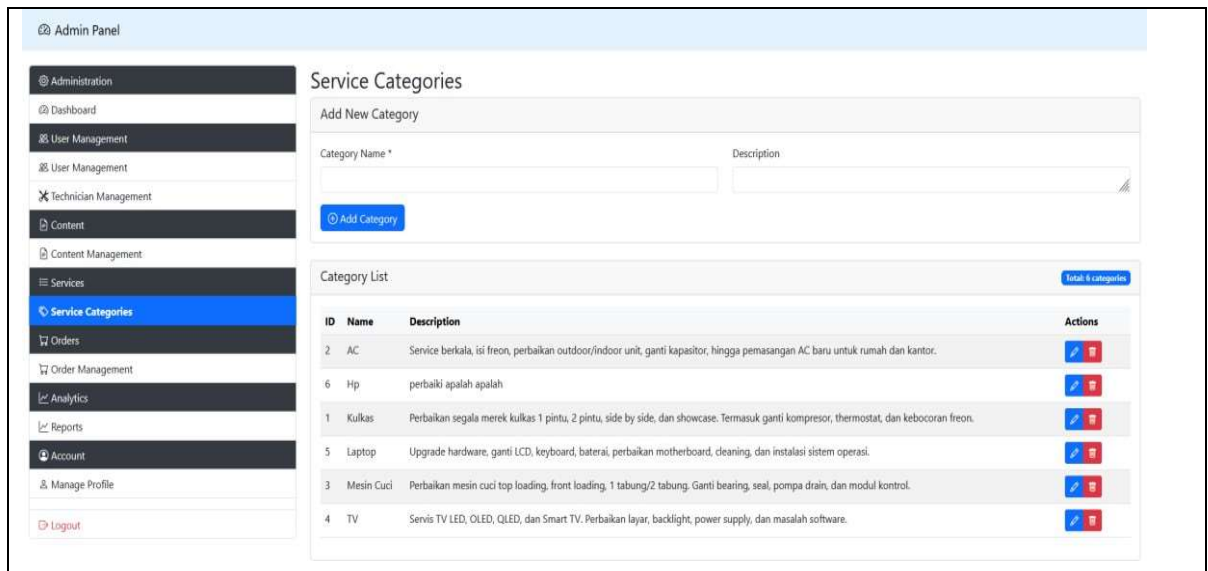 Admin Panel
Administration
Dashboard
User Management
User Management
Technician Management
Content
Content Management
Services
Service Categories
Orders
Order Management
Analytics
Reports
Account
Manage Profile
Logout
Service Categories
Add New Category
Category Name * Description
Add Category
Category List Total: 6 categories
ID Name Description Actions
2 AC Service berkala, isi freon, perbaikan outdoor/indoor unit, ganti kapasitor, hingga pemasangan AC baru untuk rumah dan kantor.
6 Hp perbaiki apalah apalah
1 Kulkas Perbaikan segala merek kulkas 1 pintu, 2 pintu, side by side, dan showcase. Termasuk ganti kompresor, thermostat, dan kebocoran freon.
5 Laptop Upgrade hardware, ganti LCD, keyboard, baterai, perbaikan motherboard, cleaning, dan instalasi sistem operasi.
3 Mesin Cuci Perbaikan mesin cuci top loading, front loading, 1 tabung/2 tabung. Ganti bearing, seal, pompa drain, dan modul kontrol.
4 TV Servis TV LED, OLED, QLED, dan Smart TV. Perbaikan layar, backlight, power supply, dan masalah software.